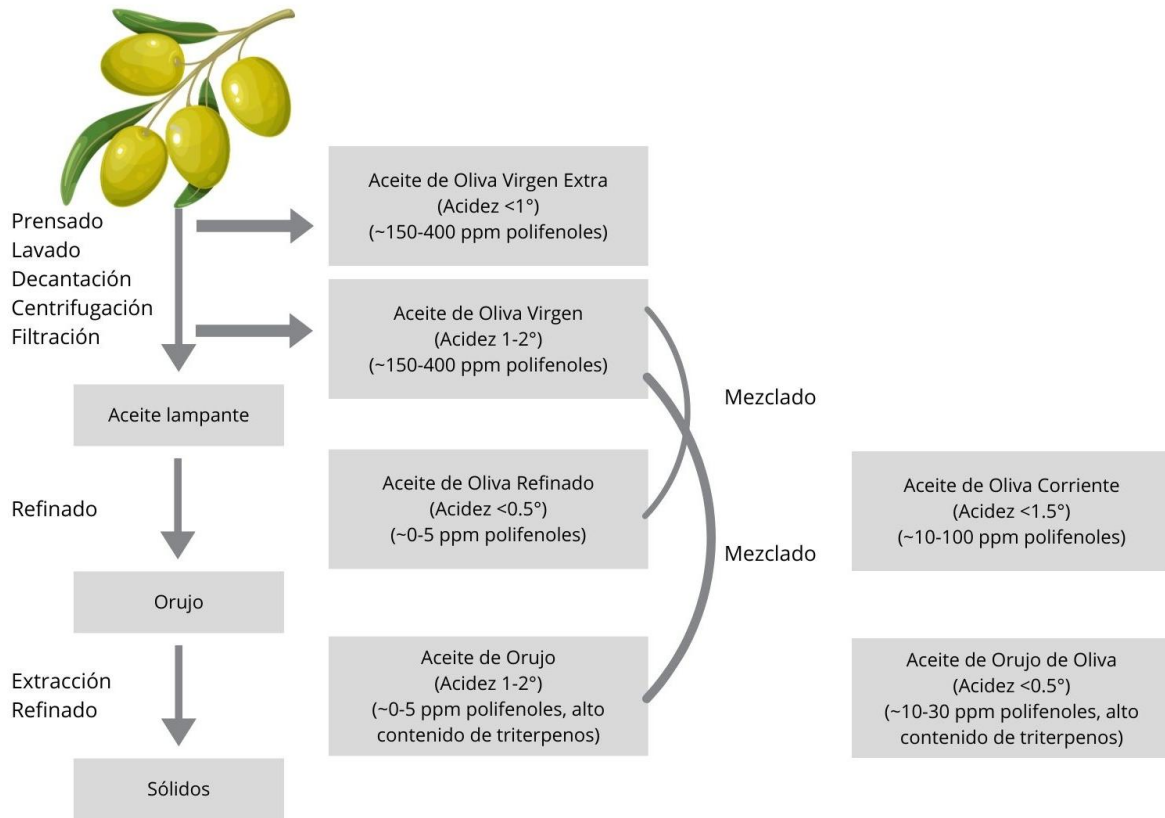 Prensado
Lavado
Decantación
Centrifugación
Filtración
Aceite de Oliva Virgen Extra
(Acidez <1°)
(~150-400 ppm polifenoles)
Aceite de Oliva Virgen
(Acidez 1-2°)
(~150-400 ppm polifenoles)
Aceite lampante
Mezclado
Refinado
Aceite de Oliva Refinado
(Acidez <0.5°)
(~0-5 ppm polifenoles)
Aceite de Oliva Corriente
(Acidez <1.5°)
(~10-100 ppm polifenoles)
Mezclado
Orujo
Extracción
Refinado
Aceite de Orujo
(Acidez 1-2°)
(~0-5 ppm polifenoles, alto
contenido de triterpenos)
Aceite de Orujo de Oliva
(Acidez <0.5°)
(~10-30 ppm polifenoles, alto
contenido de triterpenos)
Sólidos